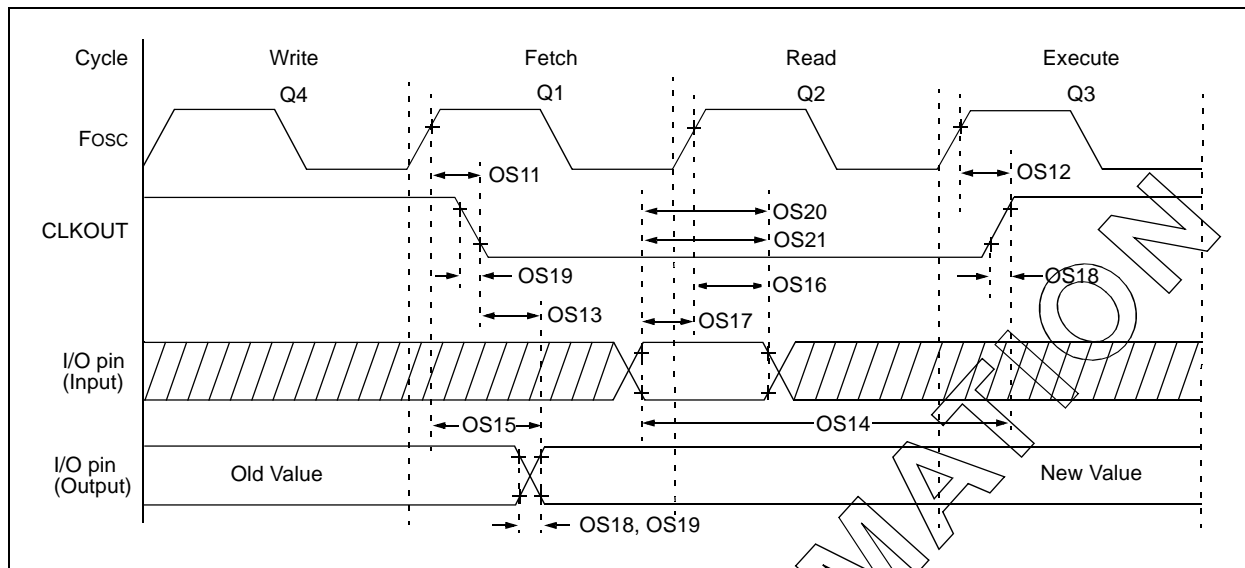 Cycle Write Fetch Read Execute
Q4 Q1 Q2 Q3
FOSC
OS11 OS12
OS20
CLKOUT
OS21
OS19 OS16 OS18
OS13 OS17
I/O pin
(Input)
OS15 OS14
I/O pin
(Output)
Old Value New Value
OS18, OS19
MATION